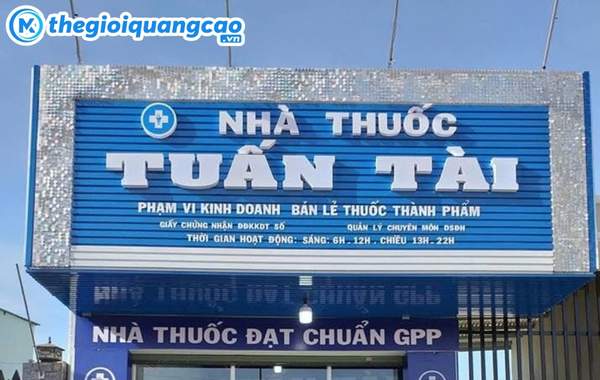 thegioiquangcao
.vn
NHÀ THUỐC
TUẤN TÀI
PHẠM VI KINH DOANH BÁN LẺ THUỐC THÀNH PHẨM
GIẤY CHỨNG NHẬN ĐĐKKDT SỐ QUẢN LÝ CHUYÊN MÔN DSĐH
THỜI GIAN HOẠT ĐỘNG: SÁNG: 6H . 12H . CHIỀU 13H . 22H
NHÀ THUỐC ĐẠT CHUẨN GPP